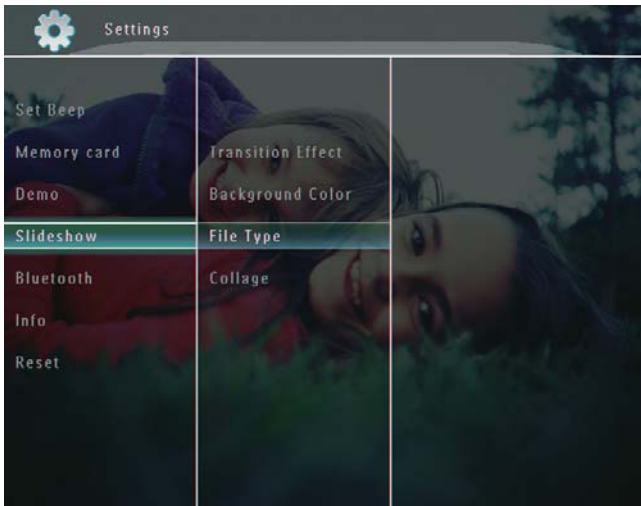 Settings
Set Beep
Memory card
Demo
Slideshow
Bluetooth
Info
Reset
Transition Effect
Background Color
File Type
Collage